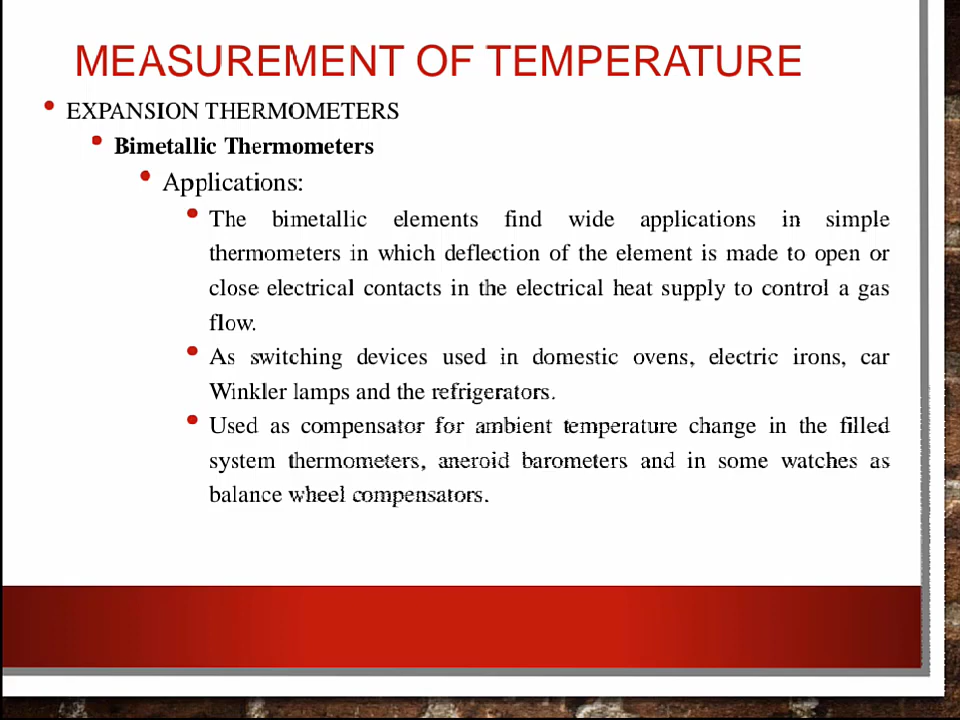 MEASUREMENT OF TEMPERATURE
• EXPANSION THERMOMETERS
• Bimetallic Thermometers
• Applications:
• The bimetallic elements find wide applications in simple
thermometers in which deflection of the element is made to open or
close electrical contacts in the electrical heat supply to control a gas
flow.
• As switching devices used in domestic ovens, electric irons, car
Winkler lamps and the refrigerators.
• Used as compensator for ambient temperature change in the filled
system thermometers, aneroid barometers and in some watches as
balance wheel compensators.